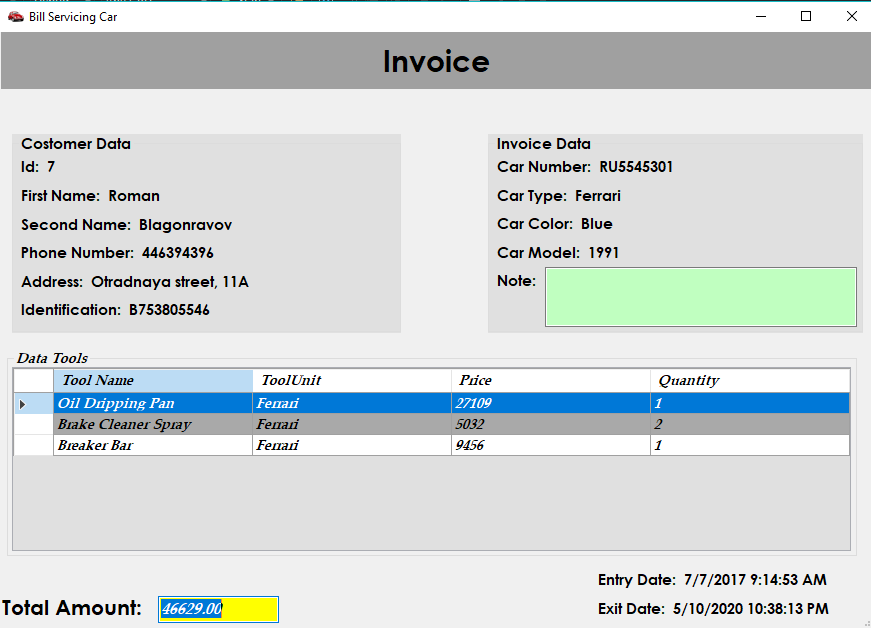 Bill Servicing Car
Invoice
Costomer Data
Id: 7
First Name: Roman
Second Name: Blagonravov
Phone Number: 446394396
Address: Otradnaya street, 11A
Identification: B753805546
Invoice Data
Car Number: RU5545301
Car Type: Ferrari
Car Color: Blue
Car Model: 1991
Note:
Data Tools
Tool Name ToolUnit Price Quantity
Oil Dripping Pan Ferrari 27109 1
Brake Cleaner Spray Ferrari 5032 2
Breaker Bar Ferrari 9456 1
Entry Date: 7/7/2017 9:14:53 AM
Exit Date: 5/10/2020 10:38:13 PM
Total Amount: 46629.00